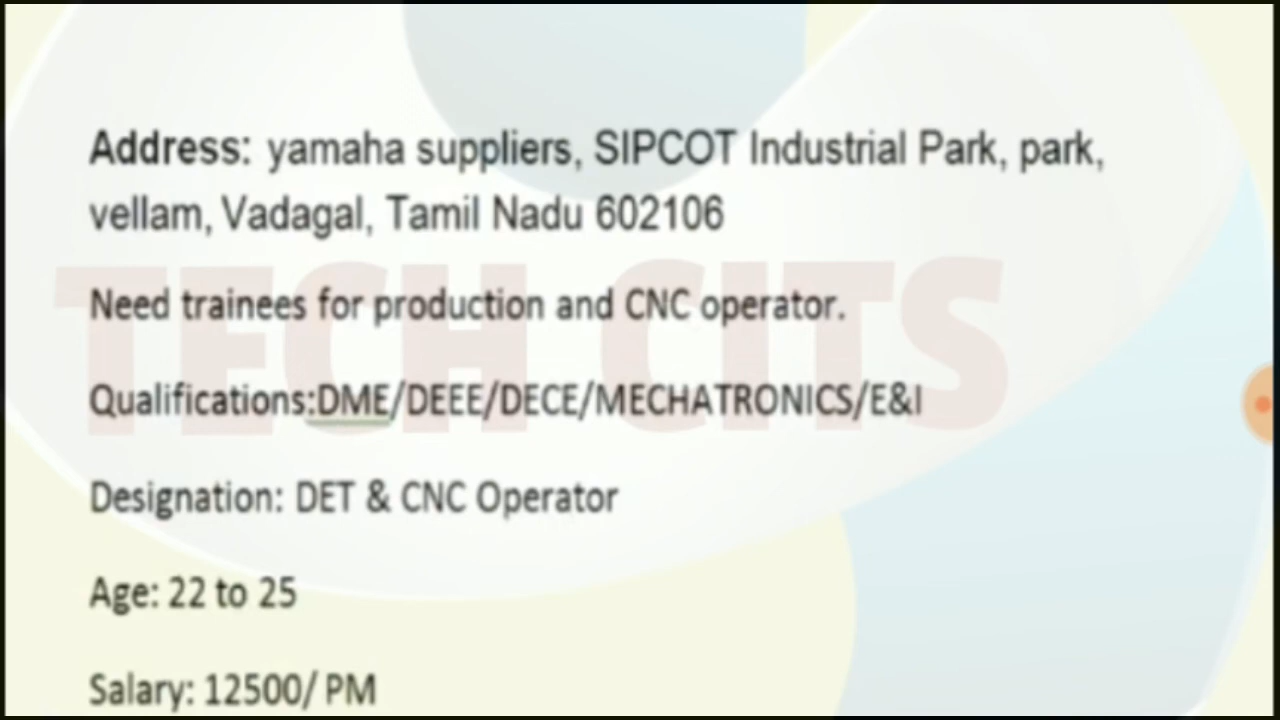 Address: yamaha suppliers, SIPCOT Industrial Park, park,
vellam, Vadagal, Tamil Nadu 602106
TECH CITS
Need trainees for production and CNC operator.
Qualifications:DME/DEEE/DECE/MECHATRONICS/E&I
Designation: DET & CNC Operator
Age: 22 to 25
Salary: 12500/ PM